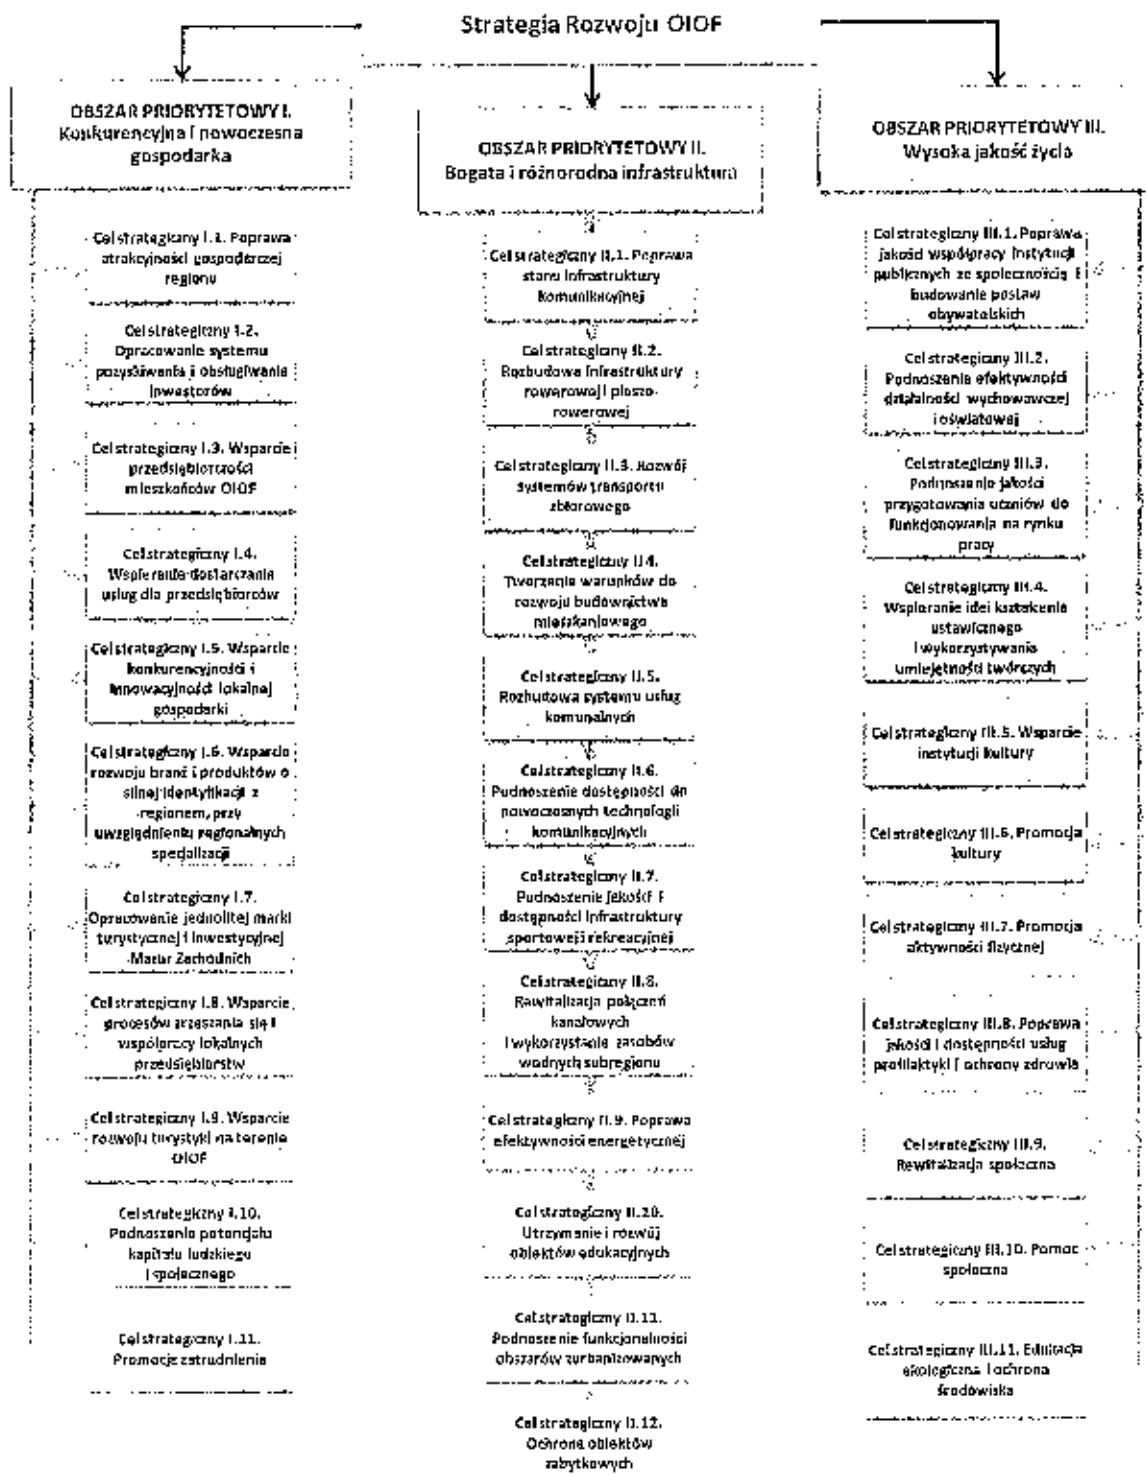 Strategia Rozwoju OIOF
OBSZAR PRIORYTETOWY I.
Konkurencyjna i nowoczesna
gospodarka
OBSZAR PRIORYTETOWY II.
Bogata i różnorodna infrastruktura
OBSZAR PRIORYTETOWY III.
Wysoka jakość życia
Cel strategiczny I.1. Poprawa
atrakcyjności gospodarczej
regionu
Cel strategiczny I.2.
Opracowanie systemu
pozyskiwania i obsługiwania
inwestorów
Cel strategiczny I.3. Wsparcie
przedsiębiorczości
mieszkańców OIOF
Cel strategiczny I.4.
Wspieranie dostarczania
usług dla przedsiębiorców
Cel strategiczny I.5. Wsparcie
konkurencyjności i
innowacyjności lokalnej
gospodarki
Cel strategiczny I.6. Wsparcie
rozwoju branż i produktów o
silnej identyfikacji z
regionem, przy
uwzględnieniu regionalnych
specjalizacji
Cel strategiczny I.7.
Opracowanie jednolitej marki
turystycznej i inwestycyjnej
Mazur Zachodnich
Cel strategiczny I.8. Wsparcie
procesów zrzeszania się i
współpracy lokalnych
przedsiębiorstw
Cel strategiczny I.9. Wsparcie
rozwoju turystyki na terenie
OIOF
Cel strategiczny I.10.
Podnoszenie potencjału
kapitału ludzkiego
i społecznego
Cel strategiczny I.11.
Promocja zatrudnienia
Cel strategiczny II.1. Poprawa
stanu infrastruktury
komunikacyjnej
Cel strategiczny II.2.
Rozbudowa infrastruktury
rowerowej i pieszo-
rowerowej
Cel strategiczny II.3. Rozwój
systemów transportu
zbiorowego
Cel strategiczny II.4.
Tworzenie warunków do
rozwoju budownictwa
mieszkaniowego
Cel strategiczny II.5.
Rozbudowa systemu usług
komunalnych
Cel strategiczny II.6.
Podnoszenie dostępności do
nowoczesnych technologii
komunikacyjnych
Cel strategiczny II.7.
Podnoszenie jakości i
dostępności infrastruktury
sportowej i rekreacyjnej
Cel strategiczny II.8.
Rewitalizacja połączeń
kanałowych
i wykorzystanie zasobów
wodnych subregionu
Cel strategiczny II.9. Poprawa
efektywności energetycznej
Cel strategiczny II.10.
Utrzymanie i rozwój
obiektów edukacyjnych
Cel strategiczny II.11.
Podnoszenie funkcjonalności
obszarów zurbanizowanych
Cel strategiczny II.12.
Ochrona obiektów
zabytkowych
Cel strategiczny III.1. Poprawa
jakości współpracy instytucji
publicznych ze społecznością i
budowanie postaw
obywatelskich
Cel strategiczny III.2.
Podnoszenie efektywności
działalności wychowawczej
i oświatowej
Cel strategiczny III.3.
Podnoszenie jakości
przygotowania uczniów do
funkcjonowania na rynku
pracy
Cel strategiczny III.4.
Wspieranie idei kształcenia
ustawicznego
i wykorzystywania
umiejętności twórczych
Cel strategiczny III.5. Wsparcie
instytucji kultury
Cel strategiczny III.6. Promocja
kultury
Cel strategiczny III.7. Promocja
aktywności fizycznej
Cel strategiczny III.8. Poprawa
jakości i dostępności usług
profilaktyki i ochrony zdrowia
Cel strategiczny III.9.
Rewitalizacja społeczna
Cel strategiczny III.10. Pomoc
społeczna
Cel strategiczny III.11. Edukacja
ekologiczna i ochrona
środowiska